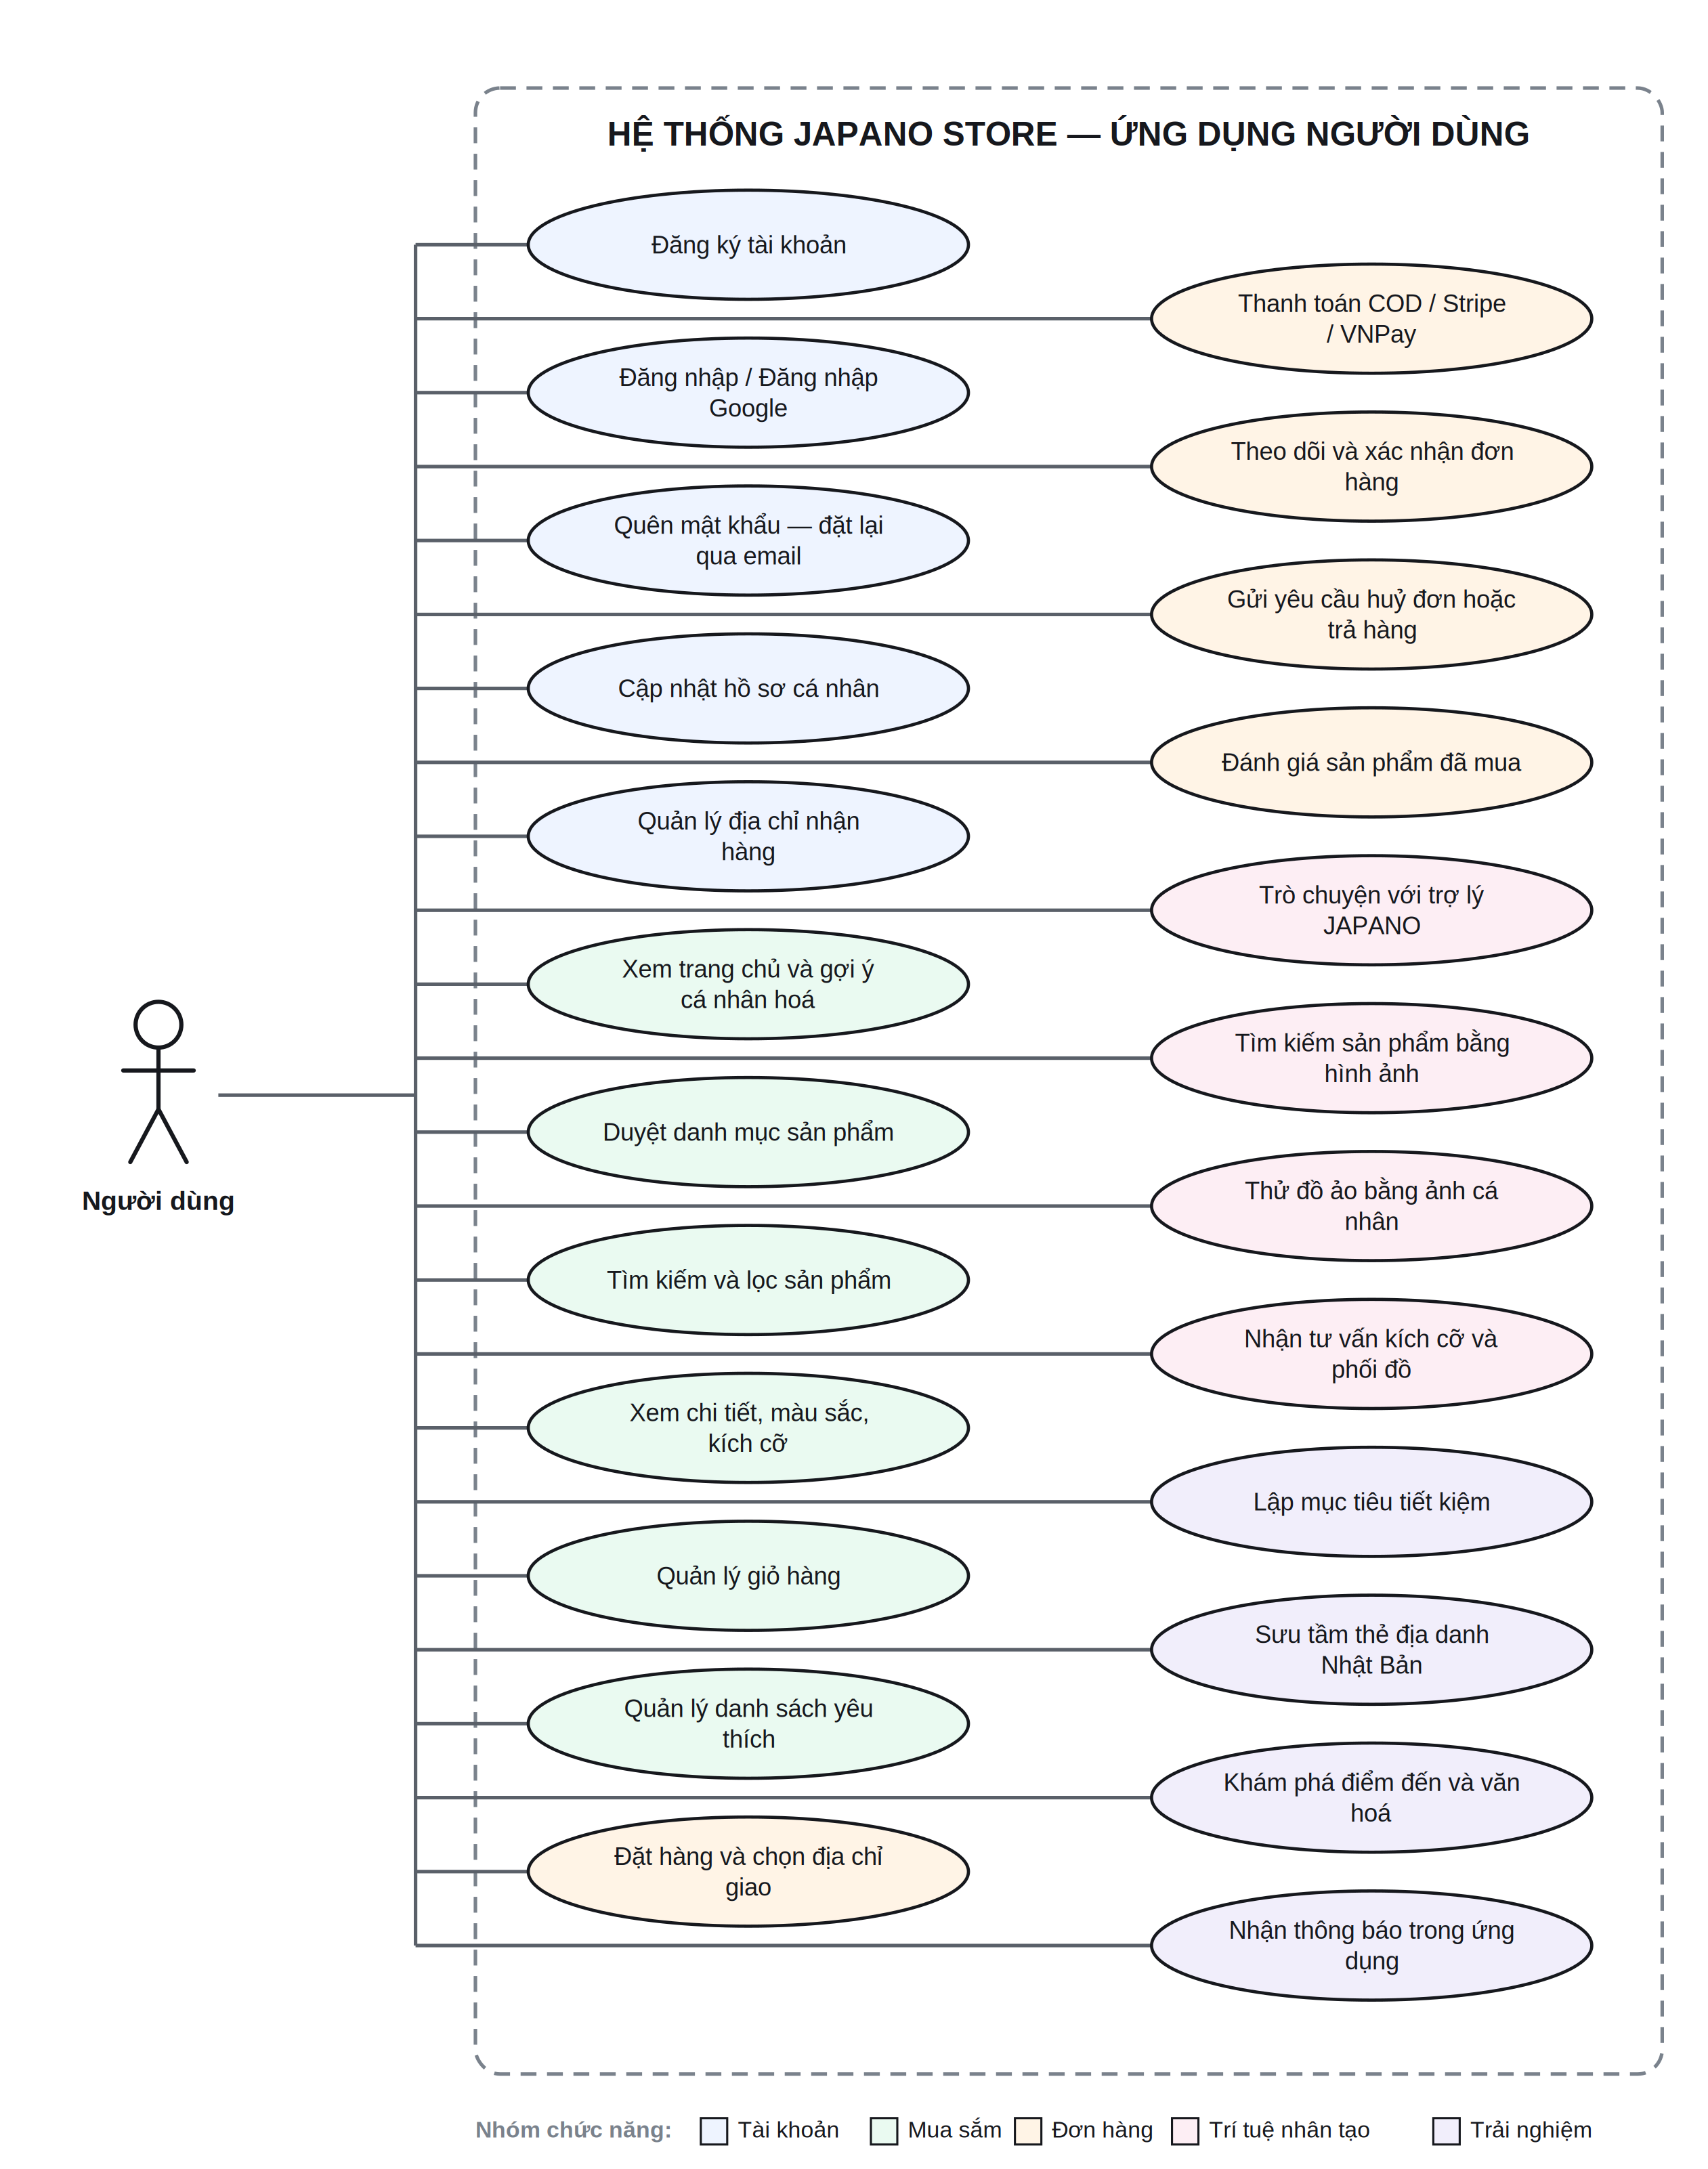 HỆ THỐNG JAPANO STORE — ỨNG DỤNG NGƯỜI DÙNG
Đăng ký tài khoản
Thanh toán COD / Stripe
/ VNPay
Đăng nhập / Đăng nhập
Google
Theo dõi và xác nhận đơn
hàng
Quên mật khẩu — đặt lại
qua email
Gửi yêu cầu huỷ đơn hoặc
trả hàng
Cập nhật hồ sơ cá nhân
Đánh giá sản phẩm đã mua
Quản lý địa chỉ nhận
hàng
Trò chuyện với trợ lý
JAPANO
Xem trang chủ và gợi ý
cá nhân hoá
Tìm kiếm sản phẩm bằng
hình ảnh
Duyệt danh mục sản phẩm
Thử đồ ảo bằng ảnh cá
nhân
Người dùng
Tìm kiếm và lọc sản phẩm
Nhận tư vấn kích cỡ và
phối đồ
Xem chi tiết, màu sắc,
kích cỡ
Lập mục tiêu tiết kiệm
Quản lý giỏ hàng
Sưu tầm thẻ địa danh
Nhật Bản
Quản lý danh sách yêu
thích
Khám phá điểm đến và văn
hoá
Đặt hàng và chọn địa chỉ
giao
Nhận thông báo trong ứng
dụng
Nhóm chức năng: Tài khoản Mua sắm Đơn hàng Trí tuệ nhân tạo Trải nghiệm